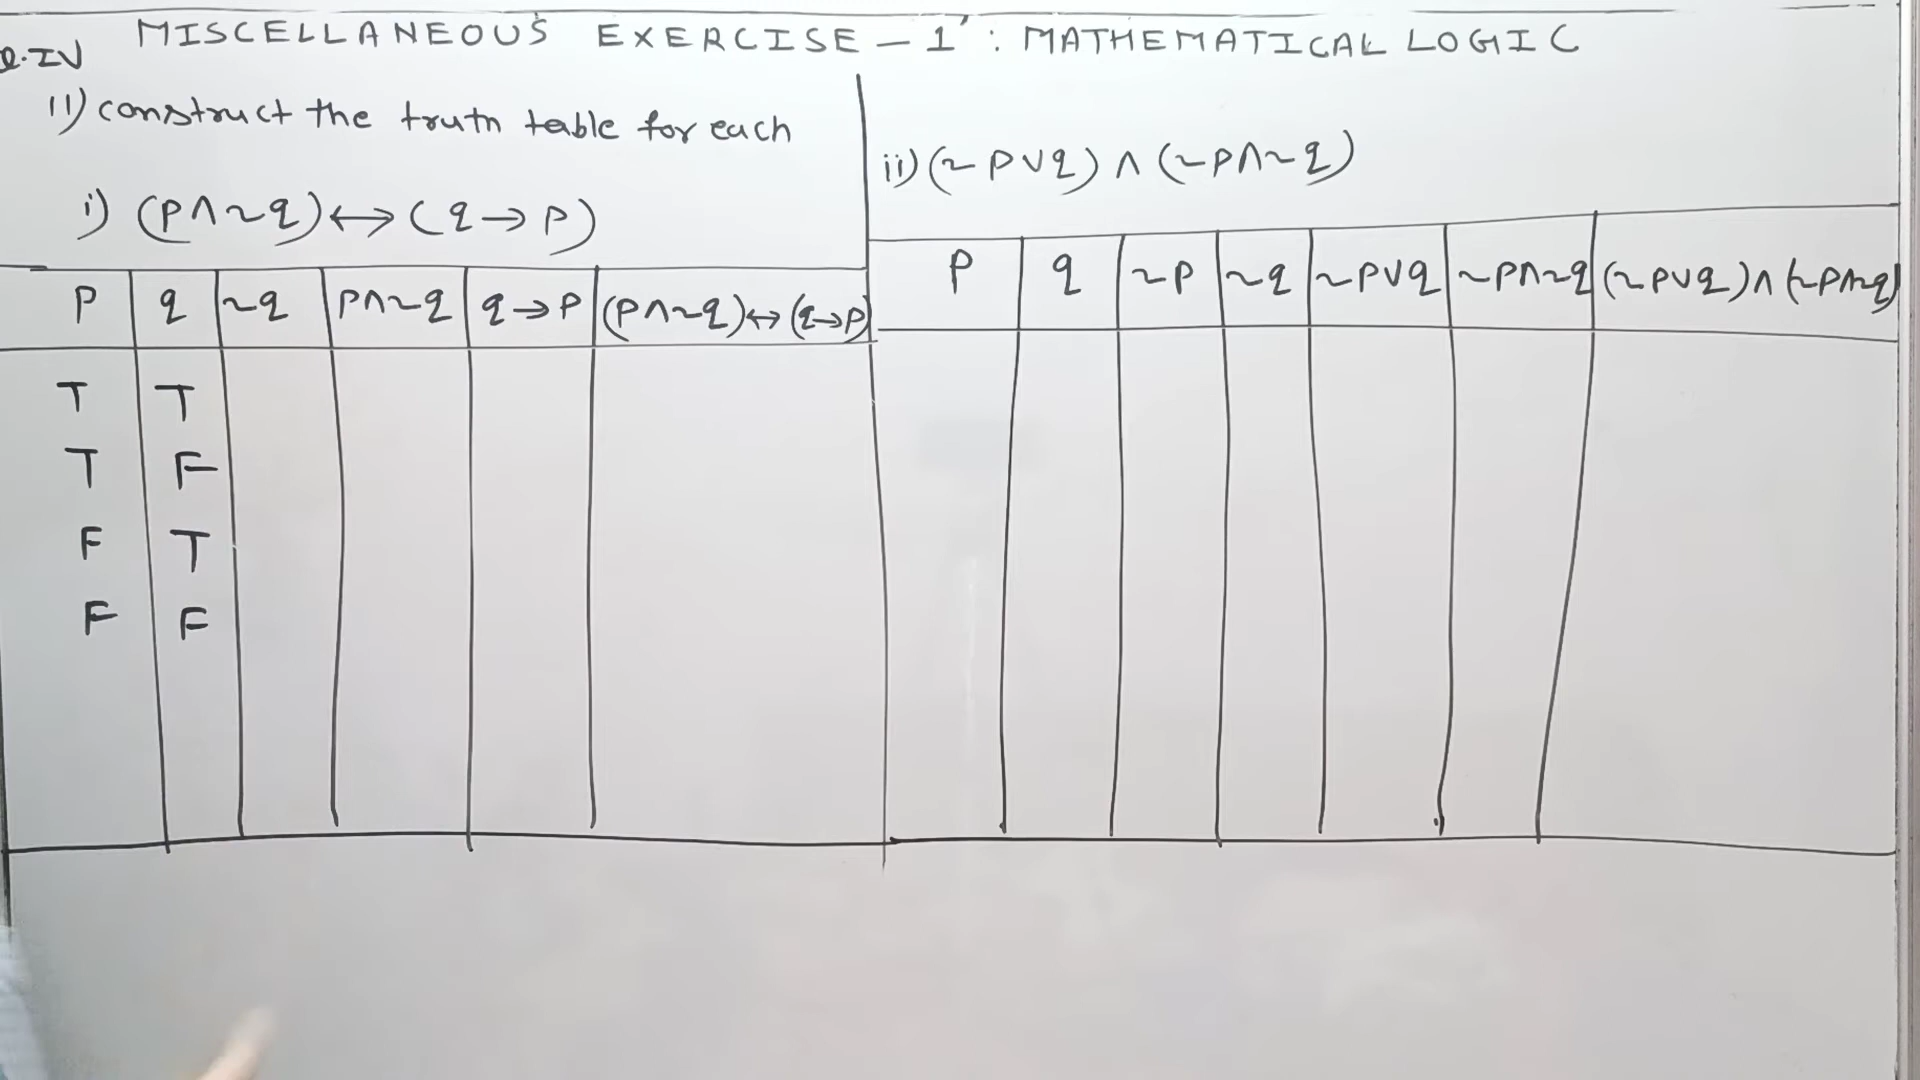 MISCELLANEOUS EXERCISE - 1 : MATHEMATICAL LOGIC
Q.IV
11) construct the truth table for each
i) (p∧~q)↔(q→p)
p q ~q p∧~q q→p (p∧~q)↔(q→p)
T T
T F
F T
F F
ii) (~p∨q)∧(~p∧~q)
p q ~p ~q ~p∨q ~p∧~q (~p∨q)∧(~p∧~q)